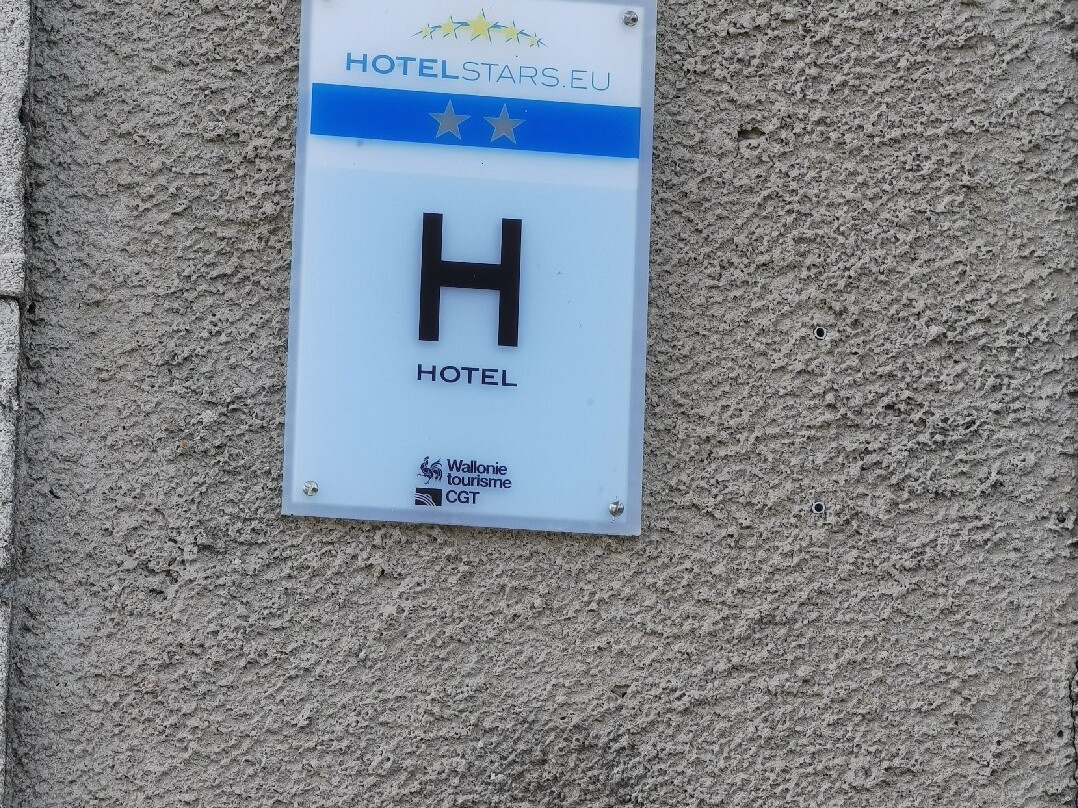 HOTELSTARS.EU
H
HOTEL
Wallonie
tourisme
CGT